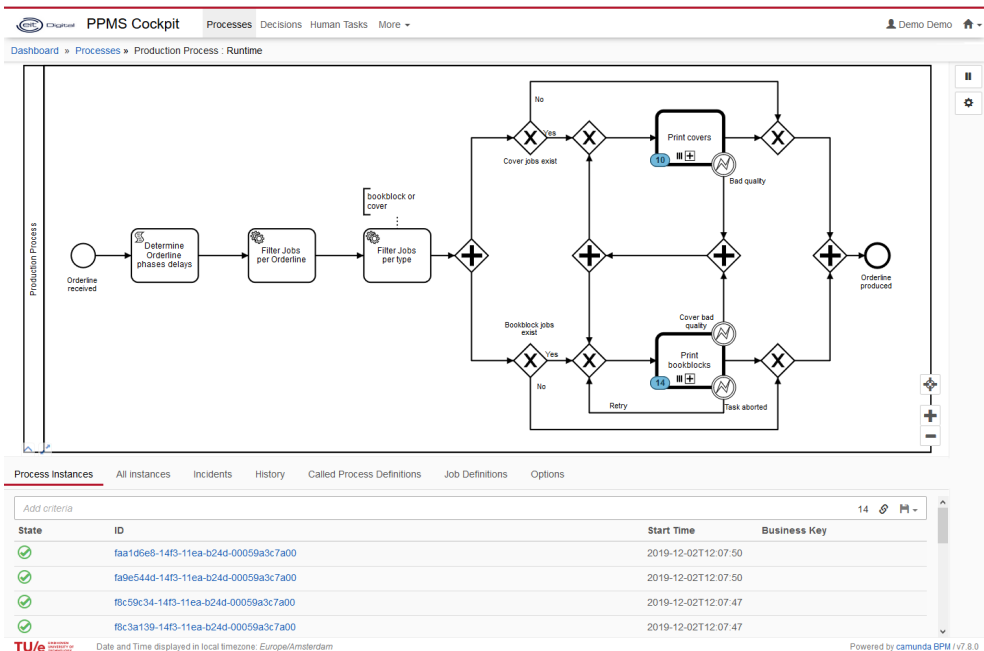 est Digital PPMS Cockpit Processes Decisions Human Tasks More Demo Demo
Dashboard » Processes » Production Process : Runtime
Production Process
Orderline
received
Determine
Orderline
phases delays
Filter Jobs
per Orderline
bookblock or
cover
Filter Jobs
per type
No
Yes
Cover jobs exist
Print covers
10
Bad quality
Orderline
produced
Bookblock jobs
exist
Yes
No
Cover bad
quality
Print
bookblocks
14
Retry
Task aborted
Process Instances All instances Incidents History Called Process Definitions Job Definitions Options
Add criteria 14
State ID Start Time Business Key
faa1d6e8-14f3-11ea-b24d-00059a3c7a00 2019-12-02T12:07:50
fa9e544d-14f3-11ea-b24d-00059a3c7a00 2019-12-02T12:07:50
f8c59c34-14f3-11ea-b24d-00059a3c7a00 2019-12-02T12:07:47
f8c3a139-14f3-11ea-b24d-00059a3c7a00 2019-12-02T12:07:47
TU/e Date and Time displayed in local timezone: Europe/Amsterdam Powered by camunda BPM / v7.8.0